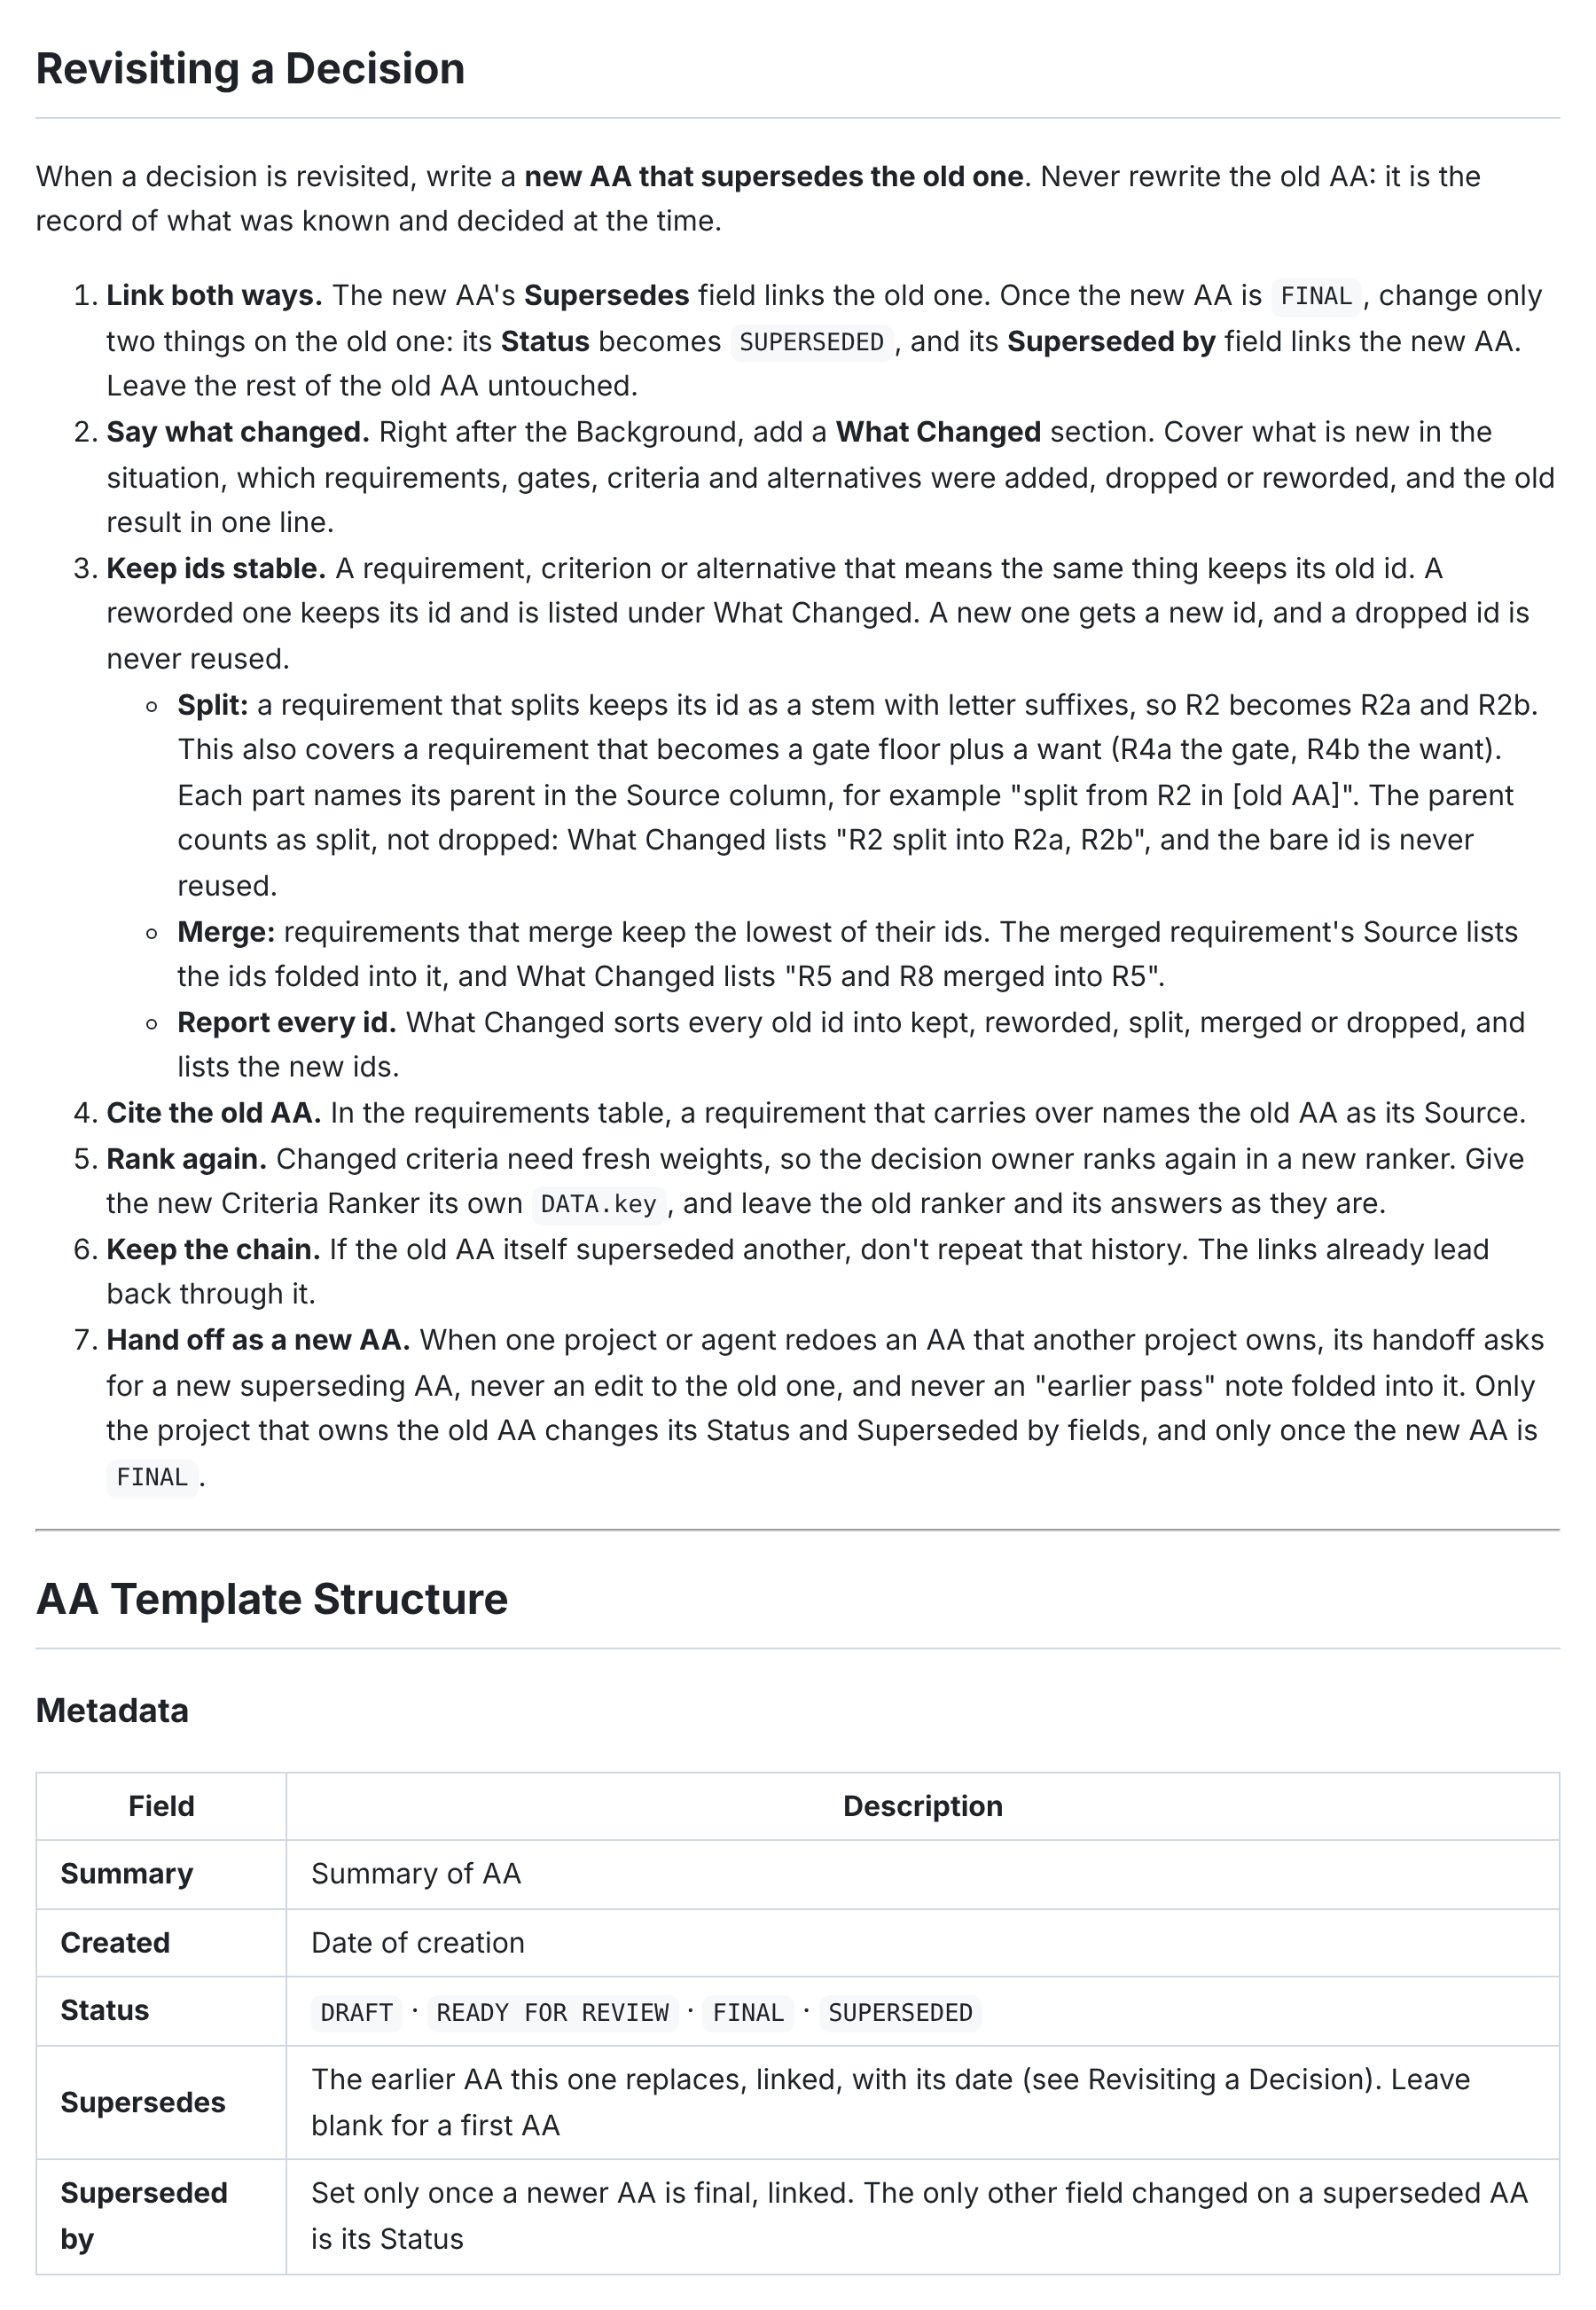 Revisiting a Decision
When a decision is revisited, write a new AA that supersedes the old one. Never rewrite the old AA: it is the
record of what was known and decided at the time.
1. Link both ways. The new AA's Supersedes field links the old one. Once the new AA is FINAL, change only
two things on the old one: its Status becomes SUPERSEDED, and its Superseded by field links the new AA.
Leave the rest of the old AA untouched.
2. Say what changed. Right after the Background, add a What Changed section. Cover what is new in the
situation, which requirements, gates, criteria and alternatives were added, dropped or reworded, and the old
result in one line.
3. Keep ids stable. A requirement, criterion or alternative that means the same thing keeps its old id. A
reworded one keeps its id and is listed under What Changed. A new one gets a new id, and a dropped id is
never reused.
◦ Split: a requirement that splits keeps its id as a stem with letter suffixes, so R2 becomes R2a and R2b.
This also covers a requirement that becomes a gate floor plus a want (R4a the gate, R4b the want).
Each part names its parent in the Source column, for example "split from R2 in [old AA]". The parent
counts as split, not dropped: What Changed lists "R2 split into R2a, R2b", and the bare id is never
reused.
◦ Merge: requirements that merge keep the lowest of their ids. The merged requirement's Source lists
the ids folded into it, and What Changed lists "R5 and R8 merged into R5".
◦ Report every id. What Changed sorts every old id into kept, reworded, split, merged or dropped, and
lists the new ids.
4. Cite the old AA. In the requirements table, a requirement that carries over names the old AA as its Source.
5. Rank again. Changed criteria need fresh weights, so the decision owner ranks again in a new ranker. Give
the new Criteria Ranker its own DATA.key, and leave the old ranker and its answers as they are.
6. Keep the chain. If the old AA itself superseded another, don't repeat that history. The links already lead
back through it.
7. Hand off as a new AA. When one project or agent redoes an AA that another project owns, its handoff asks
for a new superseding AA, never an edit to the old one, and never an "earlier pass" note folded into it. Only
the project that owns the old AA changes its Status and Superseded by fields, and only once the new AA is
FINAL.
AA Template Structure
Metadata
Field Description
Summary Summary of AA
Created Date of creation
Status DRAFT · READY FOR REVIEW · FINAL · SUPERSEDED
Supersedes The earlier AA this one replaces, linked, with its date (see Revisiting a Decision). Leave
blank for a first AA
Superseded by Set only once a newer AA is final, linked. The only other field changed on a superseded AA
is its Status